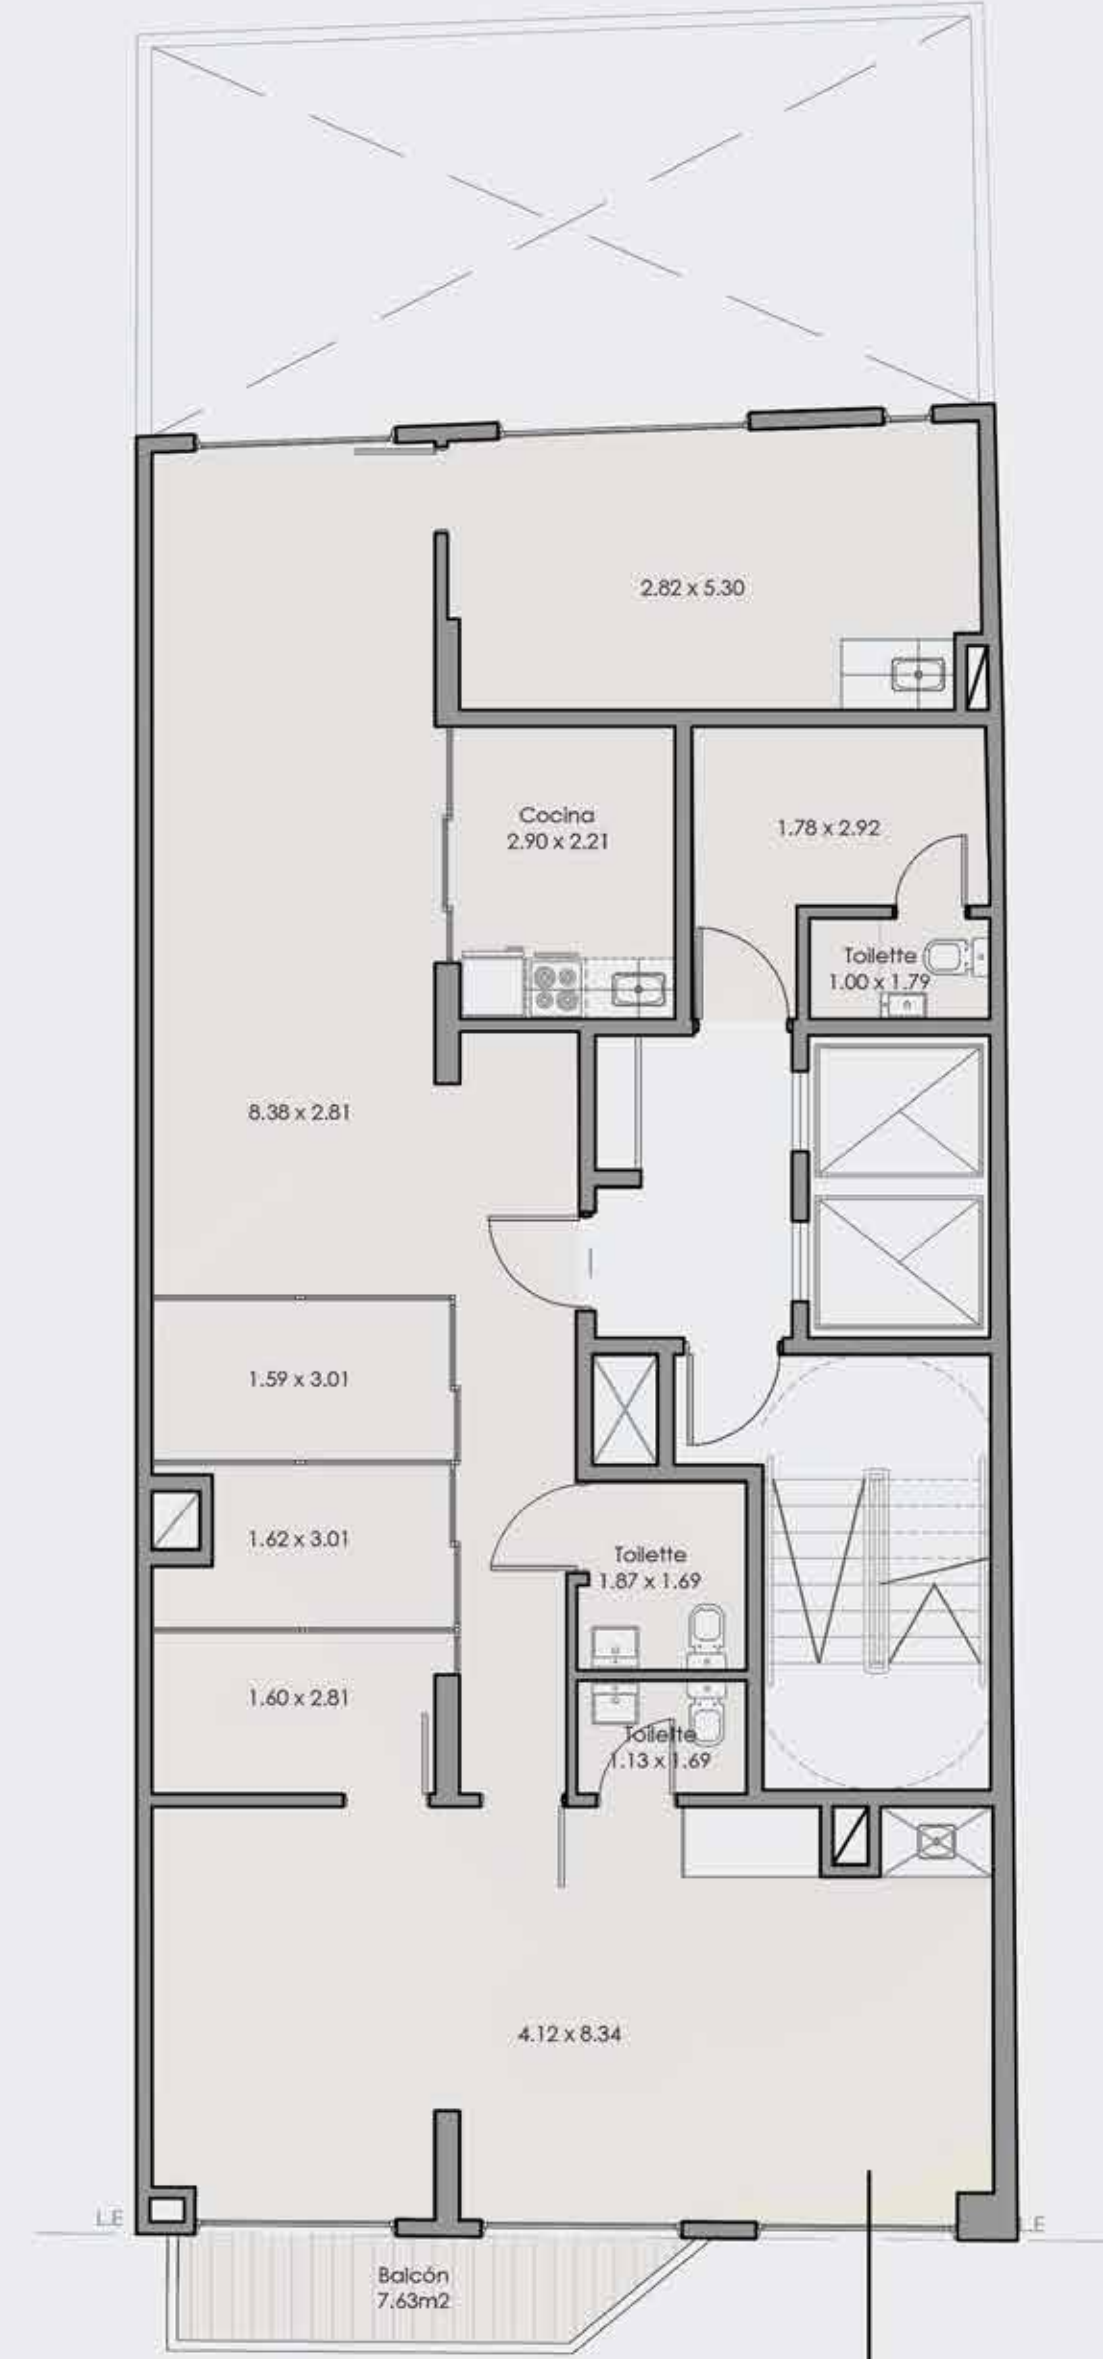 2.82 x 5.30
Cocina
2.90 x 2.21
1.78 x 2.92
Toilette
1.00 x 1.79
8.38 x 2.81
1.59 x 3.01
1.62 x 3.01
Toilette
1.87 x 1.69
1.60 x 2.81
Toilette
1.13 x 1.69
4.12 x 8.34
L.E
L.E
Balcón
7.63m2